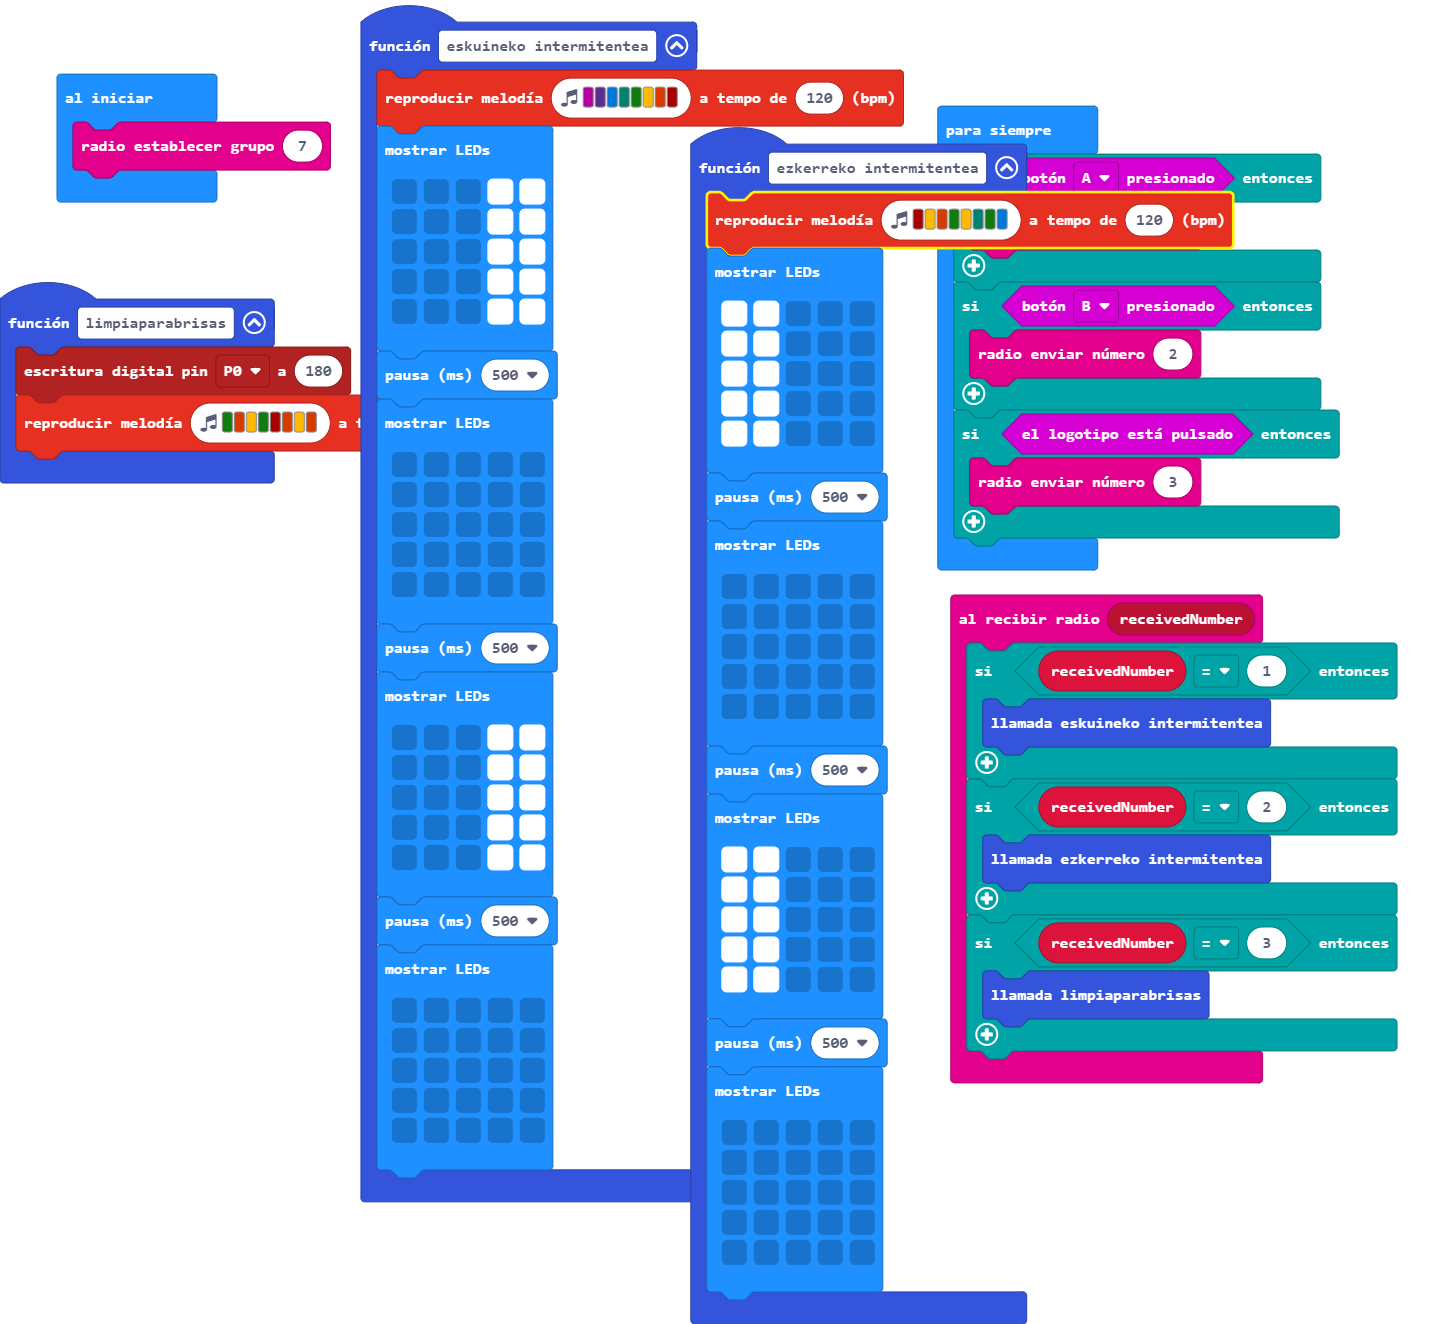 al iniciar
radio establecer grupo 7
función limpiaparabrisas
escritura digital pin P0 a 180
reproducir melodía a
función eskuineko intermitentea
reproducir melodía a tempo de 120 (bpm)
mostrar LEDs
pausa (ms) 500
mostrar LEDs
pausa (ms) 500
mostrar LEDs
pausa (ms) 500
mostrar LEDs
función ezkerreko intermitentea
reproducir melodía a tempo de 120 (bpm)
mostrar LEDs
pausa (ms) 500
mostrar LEDs
pausa (ms) 500
mostrar LEDs
pausa (ms) 500
mostrar LEDs
para siempre
botón A presionado entonces
si botón B presionado entonces
radio enviar número 2
si el logotipo está pulsado entonces
radio enviar número 3
al recibir radio receivedNumber
si receivedNumber = 1 entonces
llamada eskuineko intermitentea
si receivedNumber = 2 entonces
llamada ezkerreko intermitentea
si receivedNumber = 3 entonces
llamada limpiaparabrisas